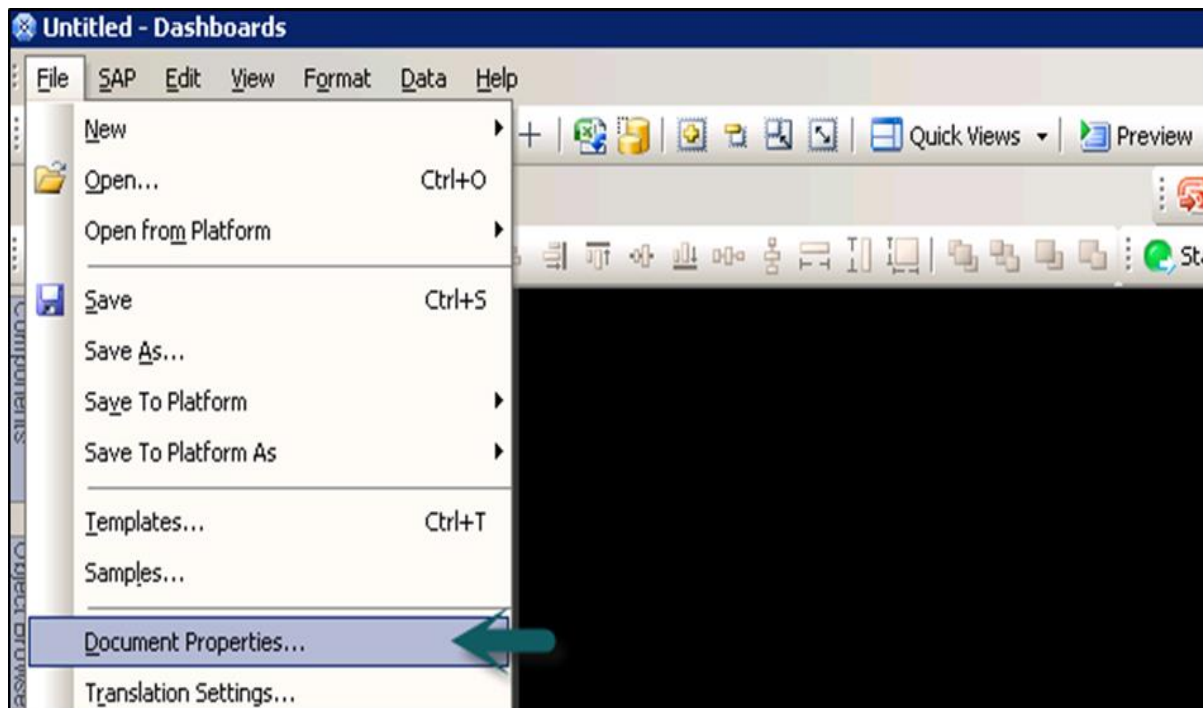 Untitled - Dashboards
File SAP Edit View Format Data Help
New
Quick Views Preview
Open... Ctrl+O
Open from Platform
Save Ctrl+S
Save As...
Save To Platform
Save To Platform As
Templates... Ctrl+T
Samples...
Document Properties...
Translation Settings...
Components